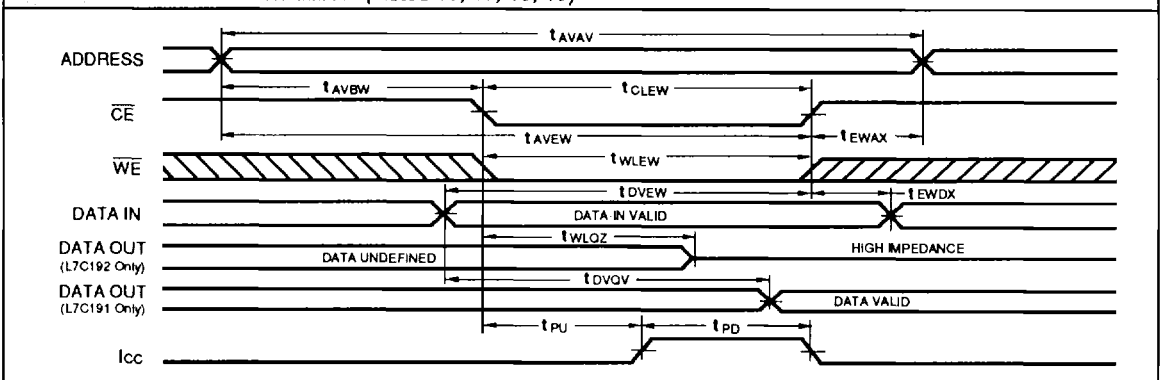 tAVAV
ADDRESS
tAVBW
tCLEW
CE
tAVEW
tEWAX
WE
tWLEW
tDVEW
tEWDX
DATA IN
DATA-IN VALID
tWLQZ
DATA OUT
(L7C192 Only)
DATA UNDEFINED
HIGH IMPEDANCE
tDVQV
DATA OUT
(L7C191 Only)
DATA VALID
tPU
tPD
Icc